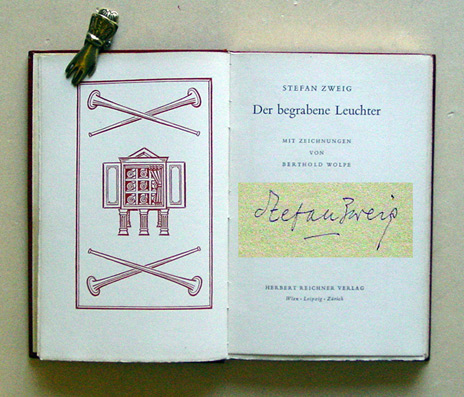 STEFAN ZWEIG
Der begrabene Leuchter
MIT ZEICHNUNGEN
VON
BERTHOLD WOLPE
Stefan Zweig
HERBERT REICHNER VERLAG
Wien · Leipzig · Zürich